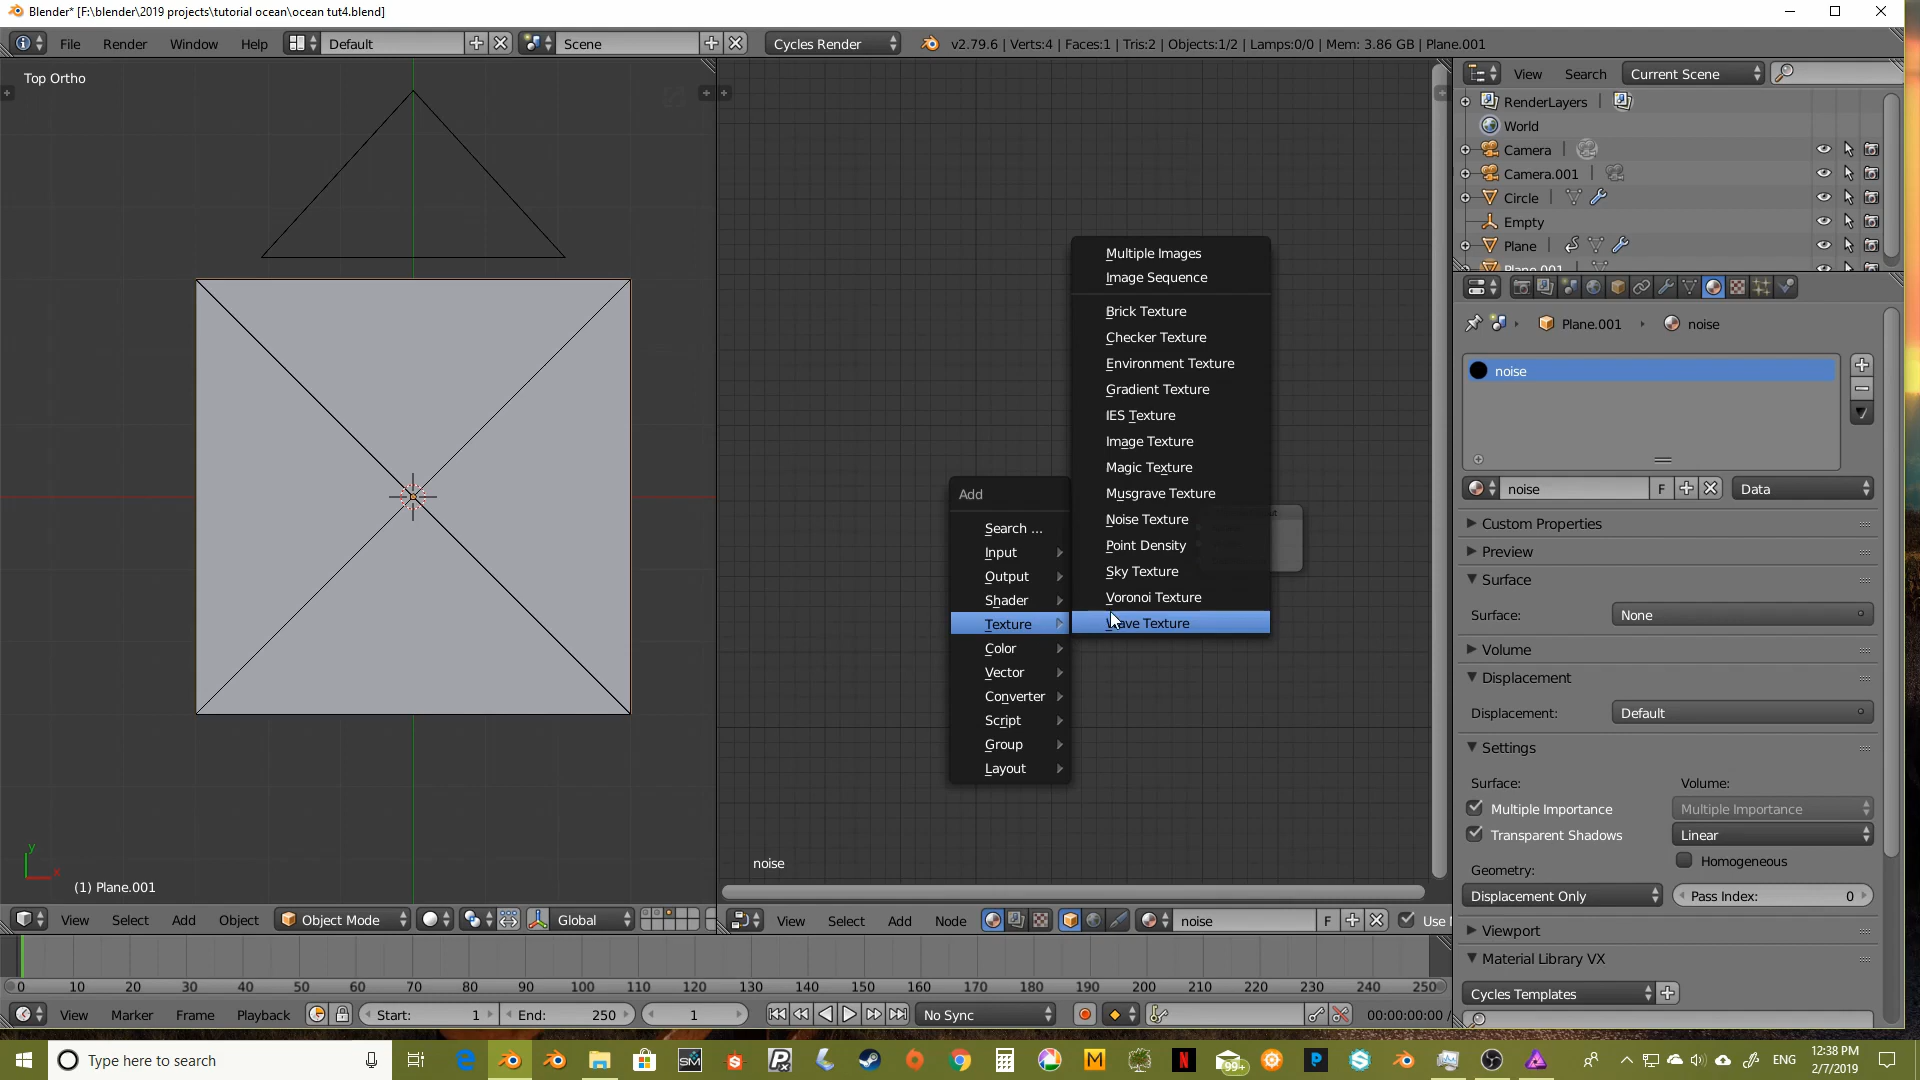 Blender* [F:\blender\2019 projects\tutorial ocean\ocean tut4.blend]
File Render Window Help Default Scene Cycles Render v2.79.6 | Verts:4 | Faces:1 | Tris:2 | Objects:1/2 | Lamps:0/0 | Mem: 3.86 GB | Plane.001
Top Ortho
(1) Plane.001
y
x
View Select Add Object Object Mode Global
Add
Search ...
Input
Output
Shader
Texture
Color
Vector
Converter
Script
Group
Layout
Multiple Images
Image Sequence
Brick Texture
Checker Texture
Environment Texture
Gradient Texture
IES Texture
Image Texture
Magic Texture
Musgrave Texture
Noise Texture
Point Density
Sky Texture
Voronoi Texture
Wave Texture
noise
View Select Add Node noise F Use
View Search Current Scene
RenderLayers
World
Camera
Camera.001
Circle
Empty
Plane
Plane.001
Plane.001 noise
noise
noise F Data
Custom Properties
Preview
Surface
Surface: None
Volume
Displacement
Displacement: Default
Settings
Surface: Volume:
Multiple Importance Multiple Importance
Transparent Shadows Linear
Homogeneous
Geometry:
Displacement Only Pass Index: 0
Viewport
Material Library VX
Cycles Templates
0 10 20 30 40 50 60 70 80 90 100 110 120 130 140 150 160 170 180 190 200 210 220 230 240 250
View Marker Frame Playback Start: 1 End: 250 1 No Sync 00:00:00:00 /
Type here to search
99+
ENG
12:38 PM
2/7/2019